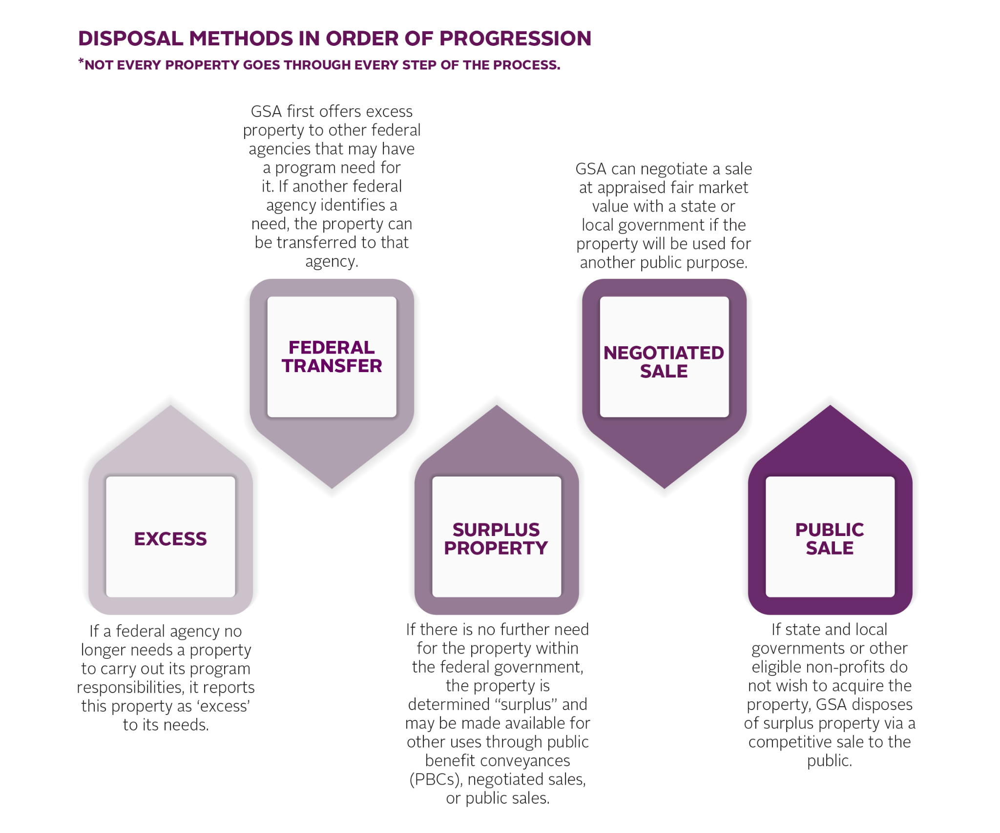 DISPOSAL METHODS IN ORDER OF PROGRESSION
*NOT EVERY PROPERTY GOES THROUGH EVERY STEP OF THE PROCESS.
EXCESS
If a federal agency no
longer needs a property
to carry out its program
responsibilities, it reports
this property as ‘excess’
to its needs.
GSA first offers excess
property to other federal
agencies that may have
a program need for
it. If another federal
agency identifies a
need, the property can
be transferred to that
agency.
FEDERAL
TRANSFER
SURPLUS
PROPERTY
If there is no further need
for the property within
the federal government,
the property is
determined “surplus” and
may be made available for
other uses through public
benefit conveyances
(PBCs), negotiated sales,
or public sales.
GSA can negotiate a sale
at appraised fair market
value with a state or
local government if the
property will be used for
another public purpose.
NEGOTIATED
SALE
PUBLIC
SALE
If state and local
governments or other
eligible non-profits do
not wish to acquire the
property, GSA disposes
of surplus property via a
competitive sale to the
public.